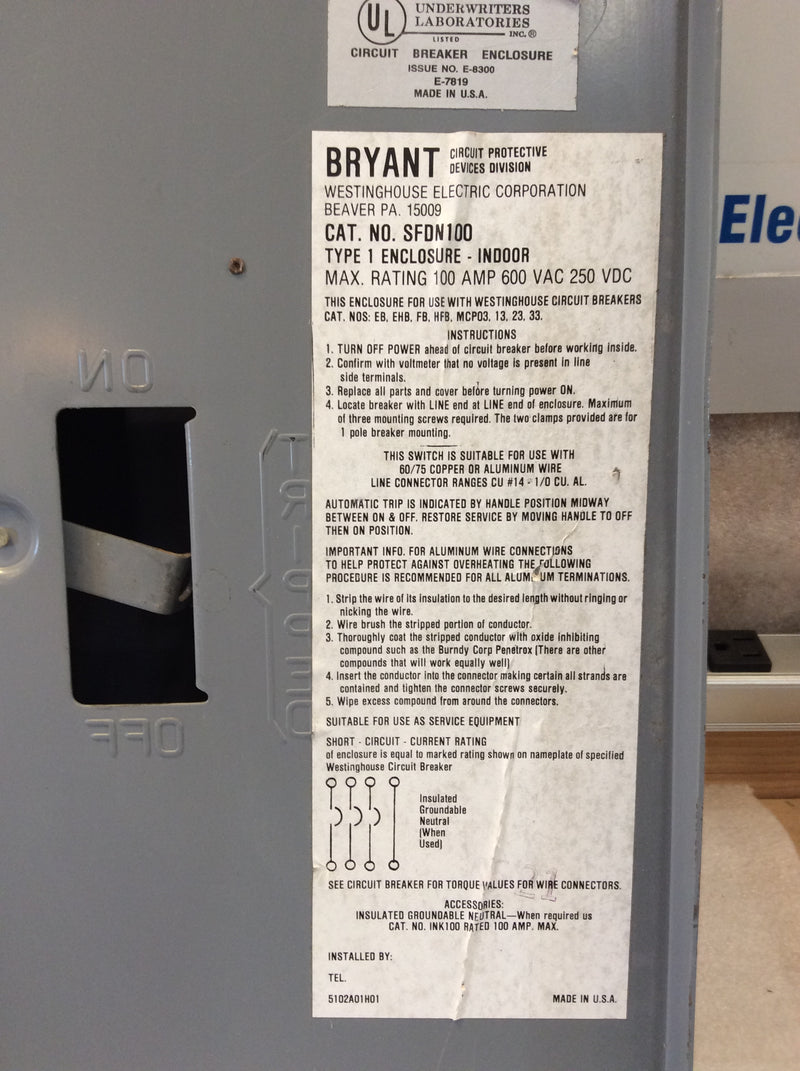 UL
UNDERWRITERS
LABORATORIES
INC.®
LISTED
CIRCUIT BREAKER ENCLOSURE
ISSUE NO. E-8300
E-7819
MADE IN U.S.A.
BRYANT CIRCUIT PROTECTIVE
DEVICES DIVISION
WESTINGHOUSE ELECTRIC CORPORATION
BEAVER PA. 15009
CAT. NO. SFDN100
TYPE 1 ENCLOSURE - INDOOR
MAX. RATING 100 AMP 600 VAC 250 VDC
THIS ENCLOSURE FOR USE WITH WESTINGHOUSE CIRCUIT BREAKERS
CAT. NOS: EB, EHB, FB, HFB, MCP03, 13, 23, 33.
INSTRUCTIONS
1. TURN OFF POWER ahead of circuit breaker before working inside.
2. Confirm with voltmeter that no voltage is present in line
side terminals.
3. Replace all parts and cover before turning power ON.
4. Locate breaker with LINE end at LINE end of enclosure. Maximum
of three mounting screws required. The two clamps provided are for
1 pole breaker mounting.
THIS SWITCH IS SUITABLE FOR USE WITH
60/75 COPPER OR ALUMINUM WIRE
LINE CONNECTOR RANGES CU #14 - 1/0 CU. AL.
AUTOMATIC TRIP IS INDICATED BY HANDLE POSITION MIDWAY
BETWEEN ON & OFF. RESTORE SERVICE BY MOVING HANDLE TO OFF
THEN ON POSITION.
IMPORTANT INFO. FOR ALUMINUM WIRE CONNECTIONS
TO HELP PROTECT AGAINST OVERHEATING THE FOLLOWING
PROCEDURE IS RECOMMENDED FOR ALL ALUMINUM TERMINATIONS.
1. Strip the wire of its insulation to the desired length without ringing or
nicking the wire.
2. Wire brush the stripped portion of conductor.
3. Thoroughly coat the stripped conductor with oxide inhibiting
compound such as the Burndy Corp Penetrox (There are other
compounds that will work equally well)
4. Insert the conductor into the connector making certain all strands are
contained and tighten the connector screws securely.
5. Wipe excess compound from around the connectors.
SUITABLE FOR USE AS SERVICE EQUIPMENT
SHORT - CIRCUIT - CURRENT RATING
of enclosure is equal to marked rating shown on nameplate of specified
Westinghouse Circuit Breaker
Insulated
Groundable
Neutral
(When
Used)
SEE CIRCUIT BREAKER FOR TORQUE VALUES FOR WIRE CONNECTORS.
ACCESSORIES:
INSULATED GROUNDABLE NEUTRAL—When required us
CAT. NO. INK100 RATED 100 AMP. MAX.
INSTALLED BY:
TEL.
5102A01H01 MADE IN U.S.A.
ON
TRIPPED
OFF
Ele